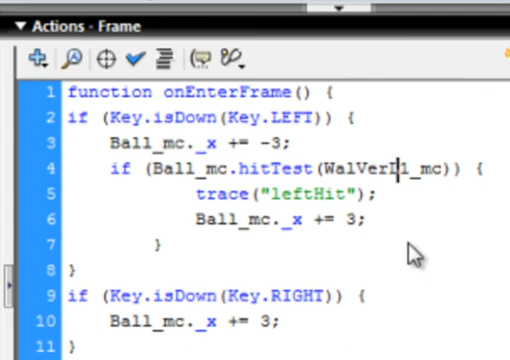 Actions - Frame
1 function onEnterFrame() {
2 if (Key.isDown(Key.LEFT)) {
3 Ball_mc._x += -3;
4 if (Ball_mc.hitTest()) {
5 trace("leftHit");
6 Ball_mc._x += 3;
7 }
8 }
9 if (Key.isDown(Key.RIGHT)) {
10 Ball_mc._x += 3;
11 }